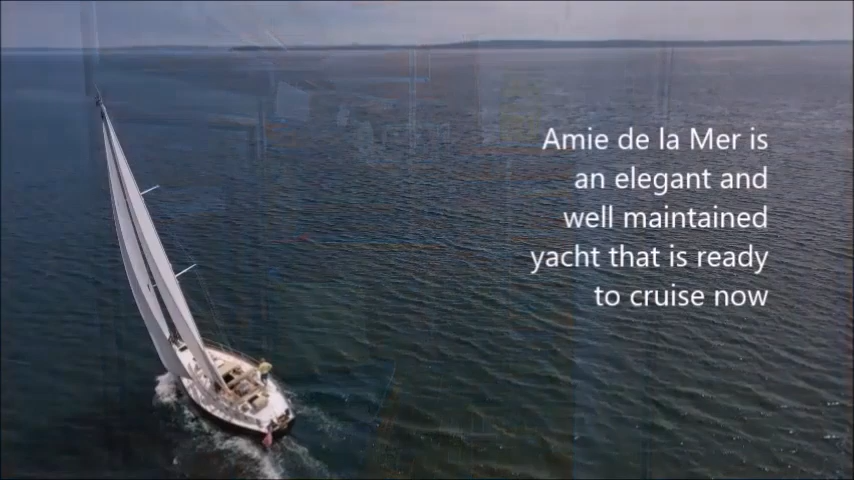 Amie de la Mer is
an elegant and
well maintained
yacht that is ready
to cruise now